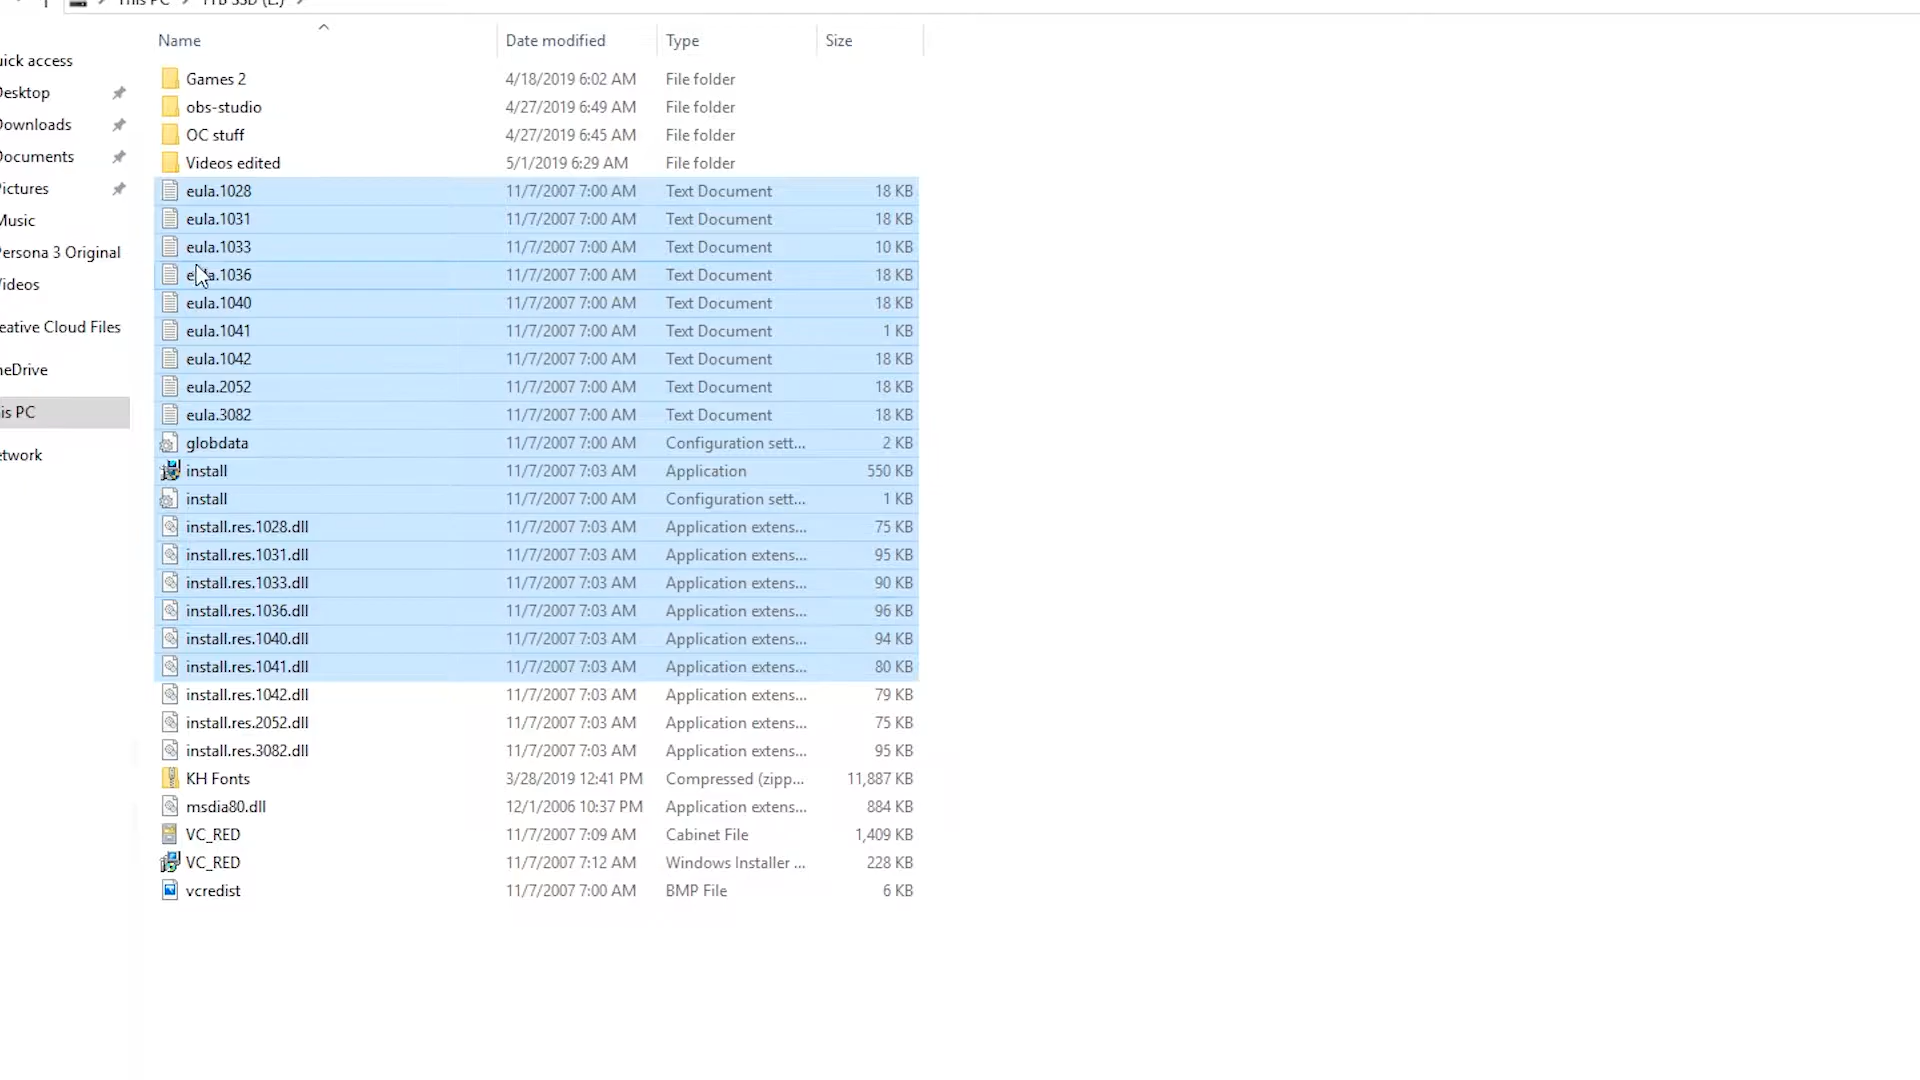 This PC > 1TB SSD (E:) >
Name Date modified Type Size
uick access
Desktop
Downloads
Documents
Pictures
Music
Persona 3 Original
Videos
eative Cloud Files
neDrive
is PC
etwork
Games 2 4/18/2019 6:02 AM File folder
obs-studio 4/27/2019 6:49 AM File folder
OC stuff 4/27/2019 6:45 AM File folder
Videos edited 5/1/2019 6:29 AM File folder
eula.1028 11/7/2007 7:00 AM Text Document 18 KB
eula.1031 11/7/2007 7:00 AM Text Document 18 KB
eula.1033 11/7/2007 7:00 AM Text Document 10 KB
eula.1036 11/7/2007 7:00 AM Text Document 18 KB
eula.1040 11/7/2007 7:00 AM Text Document 18 KB
eula.1041 11/7/2007 7:00 AM Text Document 1 KB
eula.1042 11/7/2007 7:00 AM Text Document 18 KB
eula.2052 11/7/2007 7:00 AM Text Document 18 KB
eula.3082 11/7/2007 7:00 AM Text Document 18 KB
globdata 11/7/2007 7:00 AM Configuration sett... 2 KB
install 11/7/2007 7:03 AM Application 550 KB
install 11/7/2007 7:00 AM Configuration sett... 1 KB
install.res.1028.dll 11/7/2007 7:03 AM Application extens... 75 KB
install.res.1031.dll 11/7/2007 7:03 AM Application extens... 95 KB
install.res.1033.dll 11/7/2007 7:03 AM Application extens... 90 KB
install.res.1036.dll 11/7/2007 7:03 AM Application extens... 96 KB
install.res.1040.dll 11/7/2007 7:03 AM Application extens... 94 KB
install.res.1041.dll 11/7/2007 7:03 AM Application extens... 80 KB
install.res.1042.dll 11/7/2007 7:03 AM Application extens... 79 KB
install.res.2052.dll 11/7/2007 7:03 AM Application extens... 75 KB
install.res.3082.dll 11/7/2007 7:03 AM Application extens... 95 KB
KH Fonts 3/28/2019 12:41 PM Compressed (zipp... 11,887 KB
msdia80.dll 12/1/2006 10:37 PM Application extens... 884 KB
VC_RED 11/7/2007 7:09 AM Cabinet File 1,409 KB
VC_RED 11/7/2007 7:12 AM Windows Installer ... 228 KB
vcredist 11/7/2007 7:00 AM BMP File 6 KB